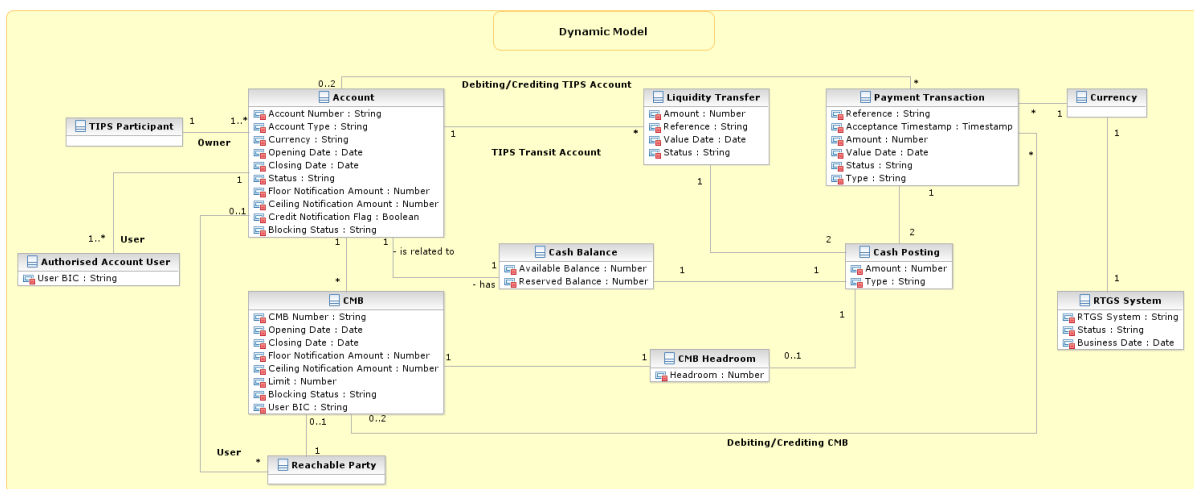 Dynamic Model
0..2
*
Debiting/Crediting TIPS Account
Account
Account Number : String
Account Type : String
Currency : String
Opening Date : Date
Closing Date : Date
Status : String
Floor Notification Amount : Number
Ceiling Notification Amount : Number
Credit Notification Flag : Boolean
Blocking Status : String
Liquidity Transfer
Amount : Number
Reference : String
Value Date : Date
Status : String
Payment Transaction
Reference : String
Acceptance Timestamp : Timestamp
Amount : Number
Value Date : Date
Status : String
Type : String
Currency
*
1
TIPS Participant
1
1..*
Owner
1
*
TIPS Transit Account
1
*
1
0..1
1..*
User
Authorised Account User
User BIC : String
1
1
- is related to
1
- has
Cash Balance
Available Balance : Number
Reserved Balance : Number
1
1
1
2
1
2
Cash Posting
Amount : Number
Type : String
1
RTGS System
RTGS System : String
Status : String
Business Date : Date
*
CMB
CMB Number : String
Opening Date : Date
Closing Date : Date
Floor Notification Amount : Number
Ceiling Notification Amount : Number
Limit : Number
Blocking Status : String
User BIC : String
1
1
CMB Headroom
Headroom : Number
1
0..1
0..1
0..2
Debiting/Crediting CMB
1
User
*
Reachable Party